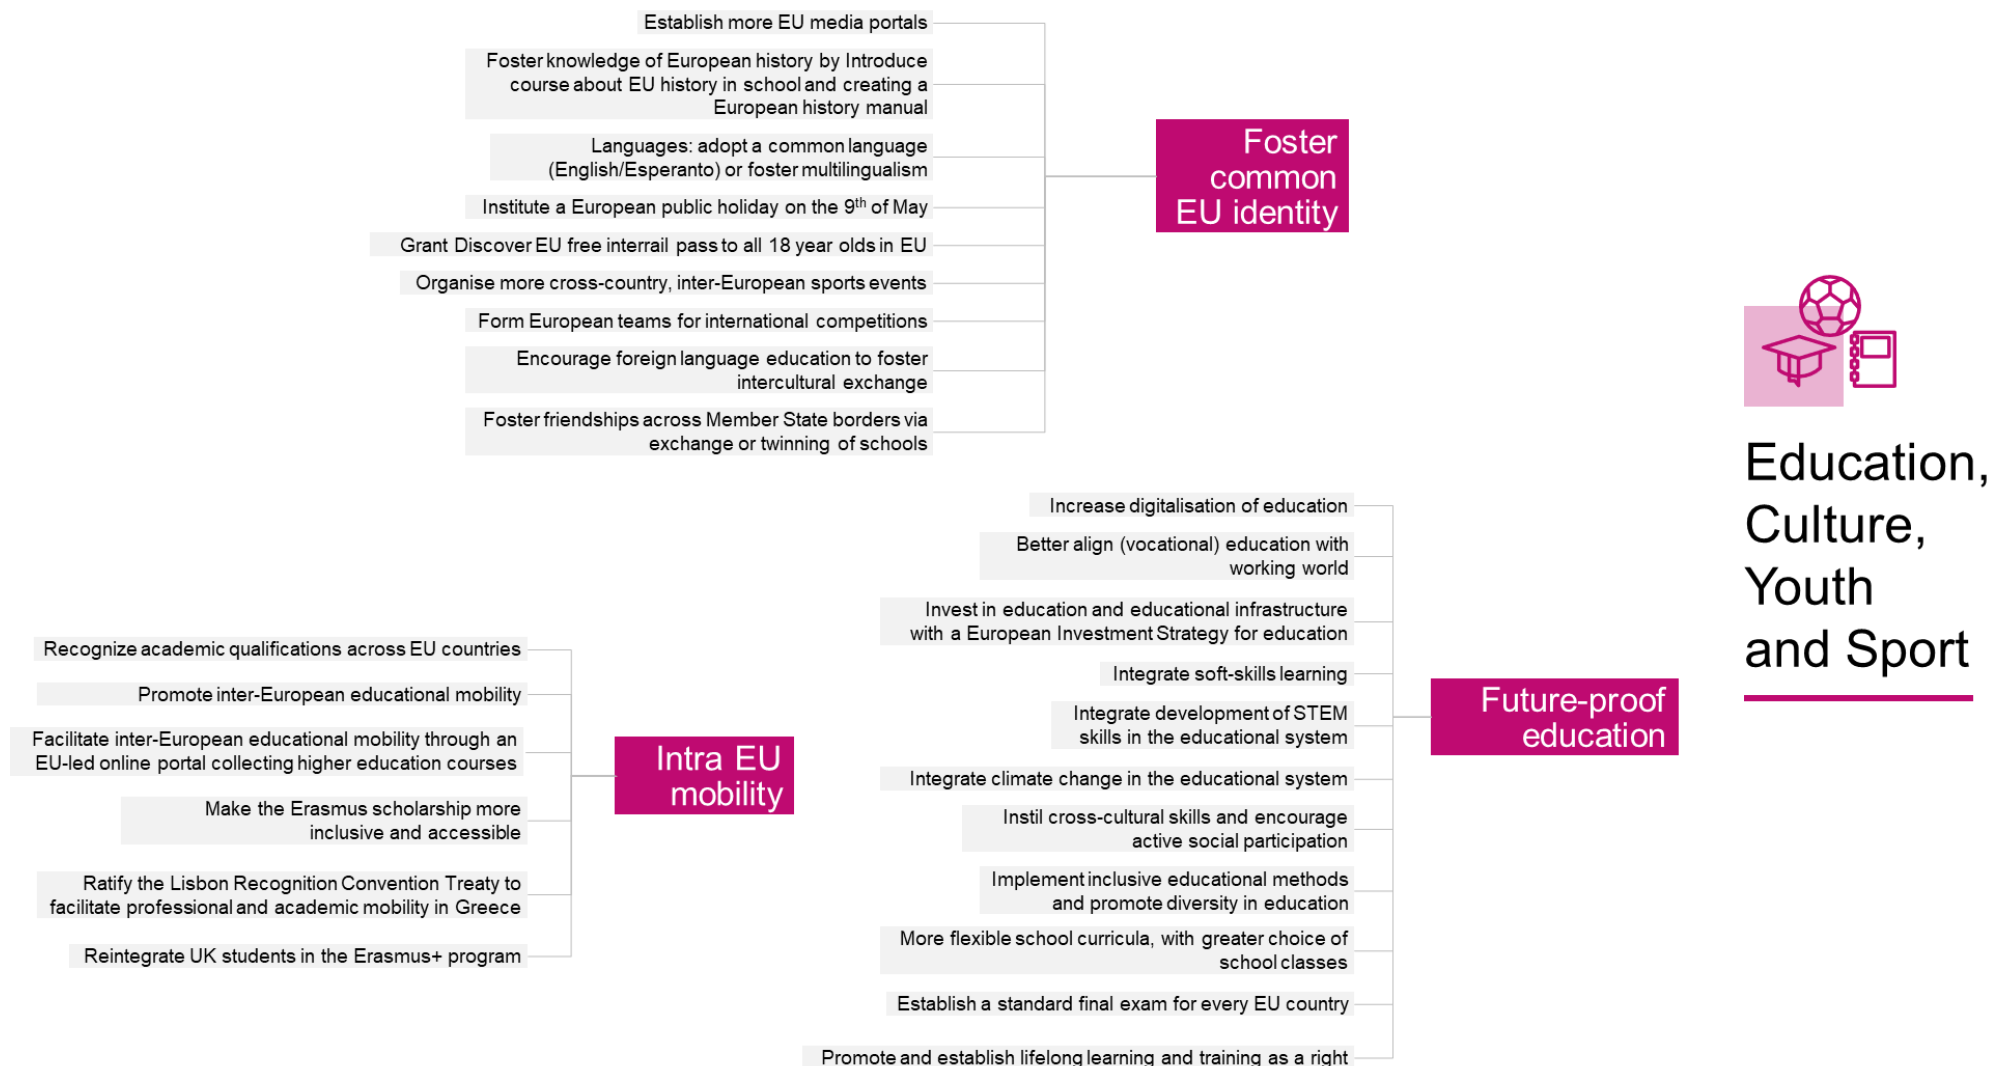 Establish more EU media portals
Foster knowledge of European history by Introduce
course about EU history in school and creating a
European history manual
Languages: adopt a common language
(English/Esperanto) or foster multilingualism
Institute a European public holiday on the 9th of May
Grant Discover EU free interrail pass to all 18 year olds in EU
Organise more cross-country, inter-European sports events
Form European teams for international competitions
Encourage foreign language education to foster
intercultural exchange
Foster friendships across Member State borders via
exchange or twinning of schools
Foster
common
EU identity
Increase digitalisation of education
Better align (vocational) education with
working world
Invest in education and educational infrastructure
with a European Investment Strategy for education
Integrate soft-skills learning
Integrate development of STEM
skills in the educational system
Integrate climate change in the educational system
Instil cross-cultural skills and encourage
active social participation
Implement inclusive educational methods
and promote diversity in education
More flexible school curricula, with greater choice of
school classes
Establish a standard final exam for every EU country
Promote and establish lifelong learning and training as a right
Future-proof
education
Recognize academic qualifications across EU countries
Promote inter-European educational mobility
Facilitate inter-European educational mobility through an
EU-led online portal collecting higher education courses
Make the Erasmus scholarship more
inclusive and accessible
Ratify the Lisbon Recognition Convention Treaty to
facilitate professional and academic mobility in Greece
Reintegrate UK students in the Erasmus+ program
Intra EU
mobility
Education,
Culture,
Youth
and Sport